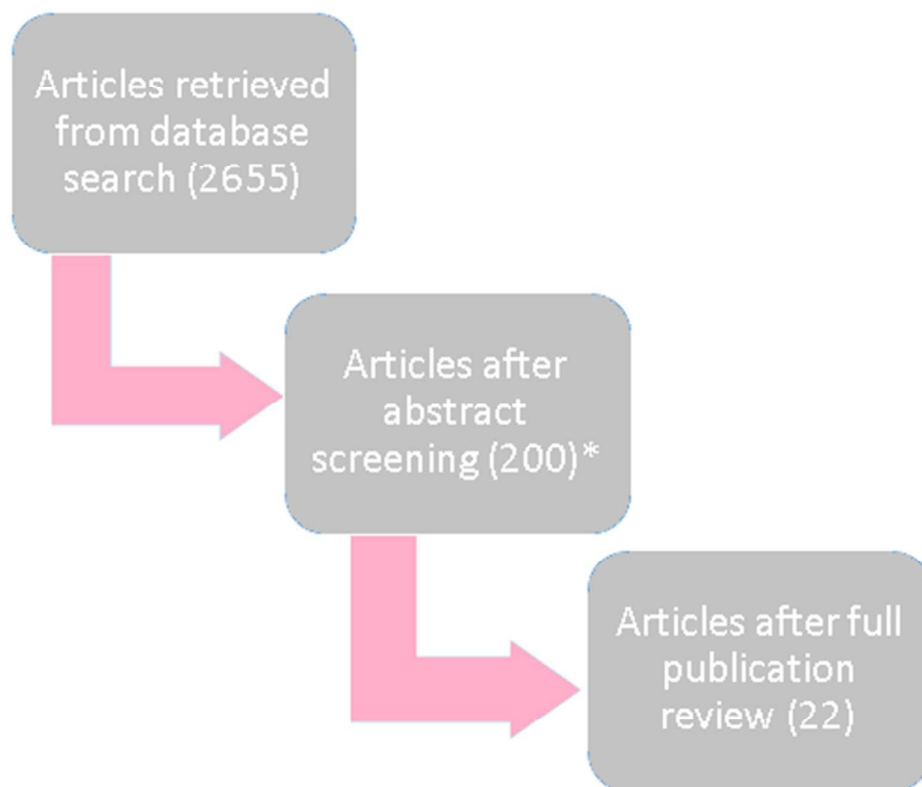 Articles retrieved
from database
search (2655)
Articles after
abstract
screening (200)*
Articles after full
publication
review (22)